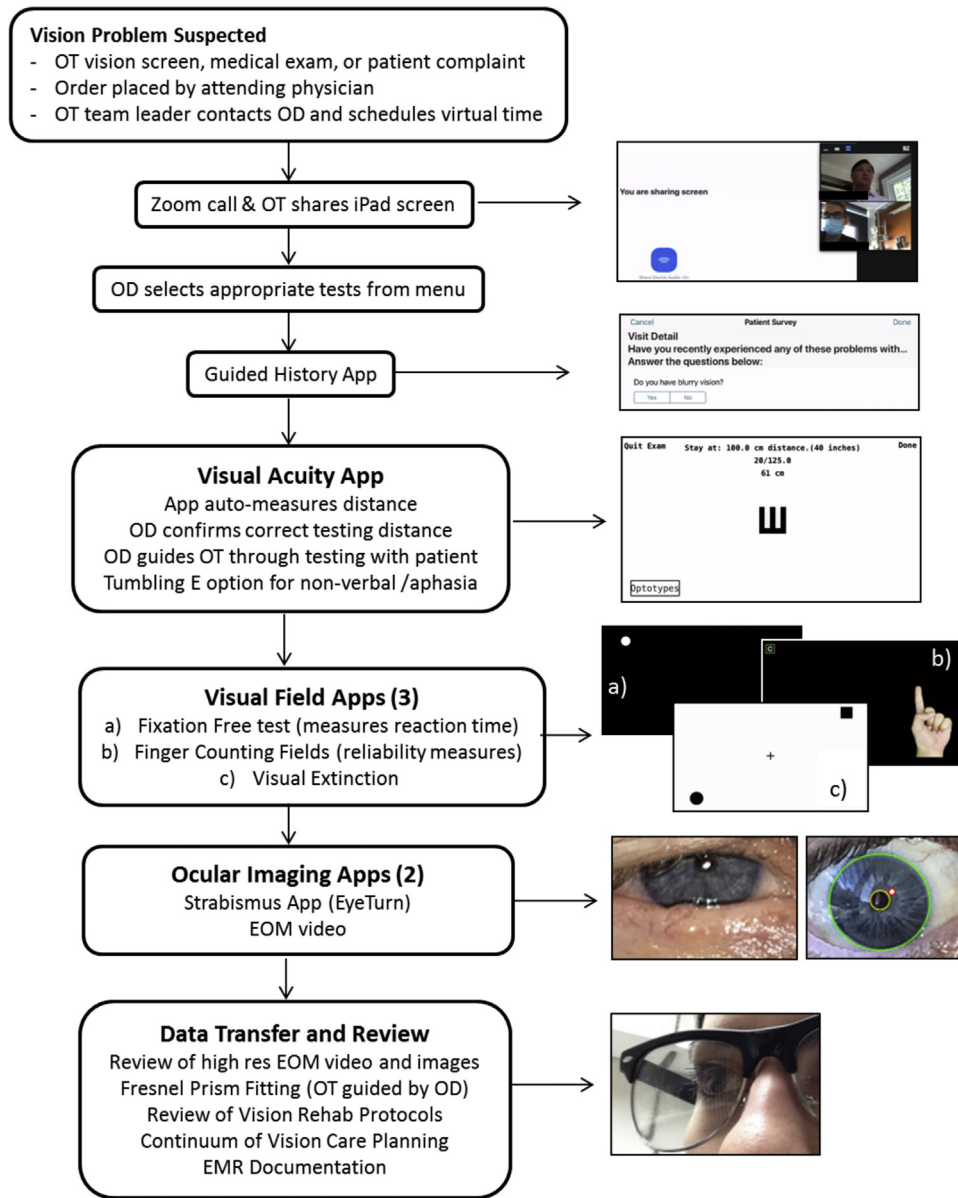 Vision Problem Suspected
- OT vision screen, medical exam, or patient complaint
- Order placed by attending physician
- OT team leader contacts OD and schedules virtual time
Zoom call & OT shares iPad screen
You are sharing screen
Share Device Audio: On
OD selects appropriate tests from menu
Cancel Patient Survey Done
Visit Detail
Have you recently experienced any of these problems with...
Answer the questions below:
Do you have blurry vision?
Yes No
Guided History App
Visual Acuity App
App auto-measures distance
OD confirms correct testing distance
OD guides OT through testing with patient
Tumbling E option for non-verbal /aphasia
Quit Exam Stay at: 100.0 cm distance.(40 inches) Done
20/125.0
61 cm
Optotypes
Visual Field Apps (3)
a) Fixation Free test (measures reaction time)
b) Finger Counting Fields (reliability measures)
c) Visual Extinction
a)
c
b)
c)
Ocular Imaging Apps (2)
Strabismus App (EyeTurn)
EOM video
Data Transfer and Review
Review of high res EOM video and images
Fresnel Prism Fitting (OT guided by OD)
Review of Vision Rehab Protocols
Continuum of Vision Care Planning
EMR Documentation